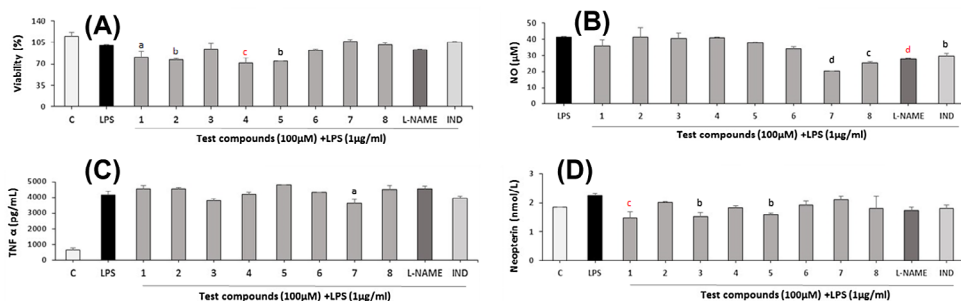 (A)
140
105
70
35
0
Viability (%)
a b c b
C LPS 1 2 3 4 5 6 7 8 L-NAME IND
Test compounds (100µM) +LPS (1µg/ml)
(B)
50
40
30
20
10
0
NO (µM)
d c d b
LPS 1 2 3 4 5 6 7 8 L-NAME IND
Test compounds (100µM) +LPS (1µg/ml)
(C)
5000
4000
3000
2000
1000
0
TNF α (pg/mL)
a
C LPS 1 2 3 4 5 6 7 8 L-NAME IND
Test compounds (100µM) +LPS (1µg/ml)
(D)
3
2
1
0
Neopterin (nmol/L)
c b b
C LPS 1 2 3 4 5 6 7 8 L-NAME IND
Test compounds (100µM) +LPS (1µg/ml)